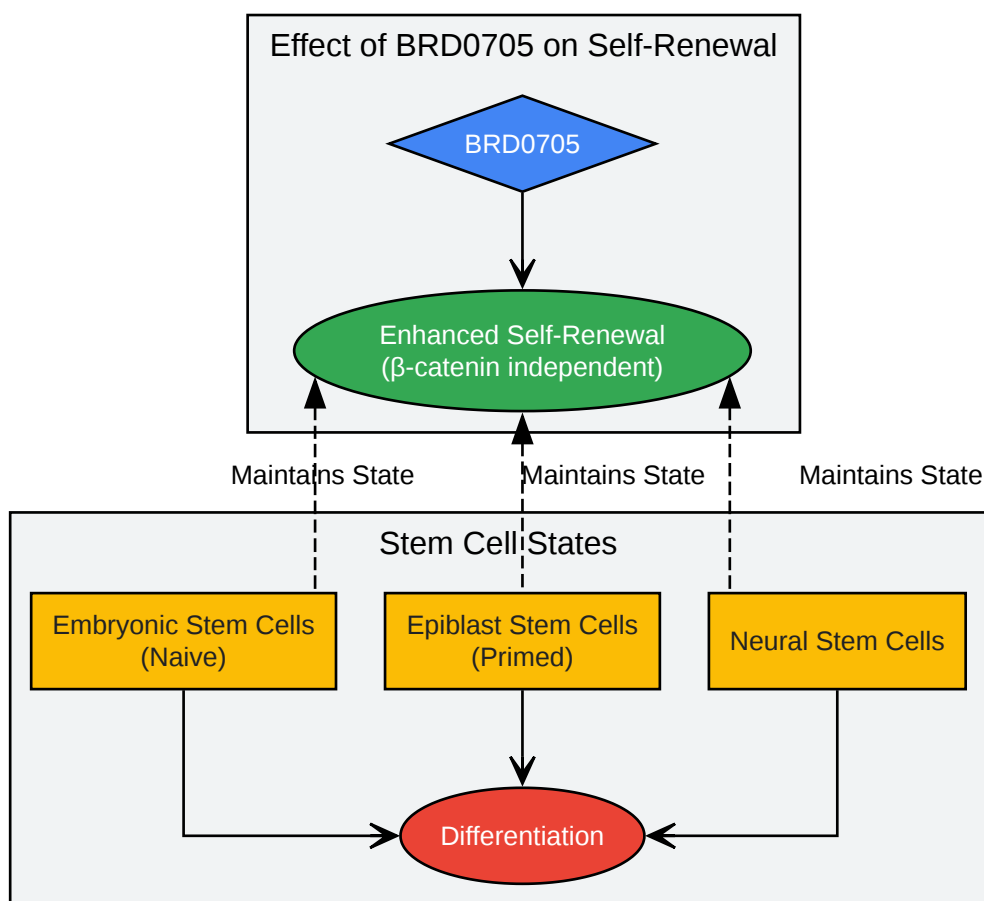 Effect of BRD0705 on Self-Renewal
BRD0705
Enhanced Self-Renewal
(β-catenin independent)
Maintains State
Maintains State
Maintains State
Stem Cell States
Embryonic Stem Cells
(Naive)
Epiblast Stem Cells
(Primed)
Neural Stem Cells
Differentiation